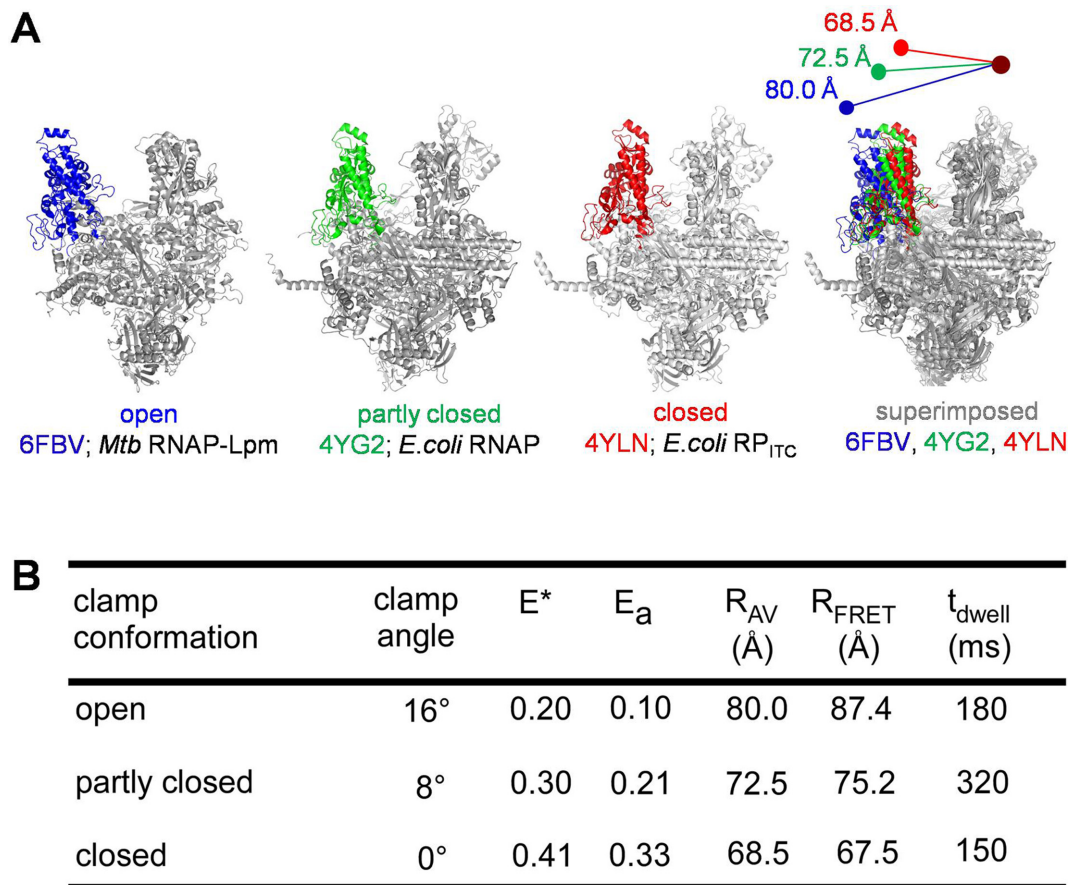 A
68.5 Å
72.5 Å
80.0 Å
open
6FBV; Mtb RNAP-Lpm
partly closed
4YG2; E.coli RNAP
closed
4YLN; E.coli RPITC
superimposed
6FBV, 4YG2, 4YLN
B
clamp conformation clamp angle E* Ea RAV (Å) RFRET (Å) tdwell (ms)
open 16° 0.20 0.10 80.0 87.4 180
partly closed 8° 0.30 0.21 72.5 75.2 320
closed 0° 0.41 0.33 68.5 67.5 150